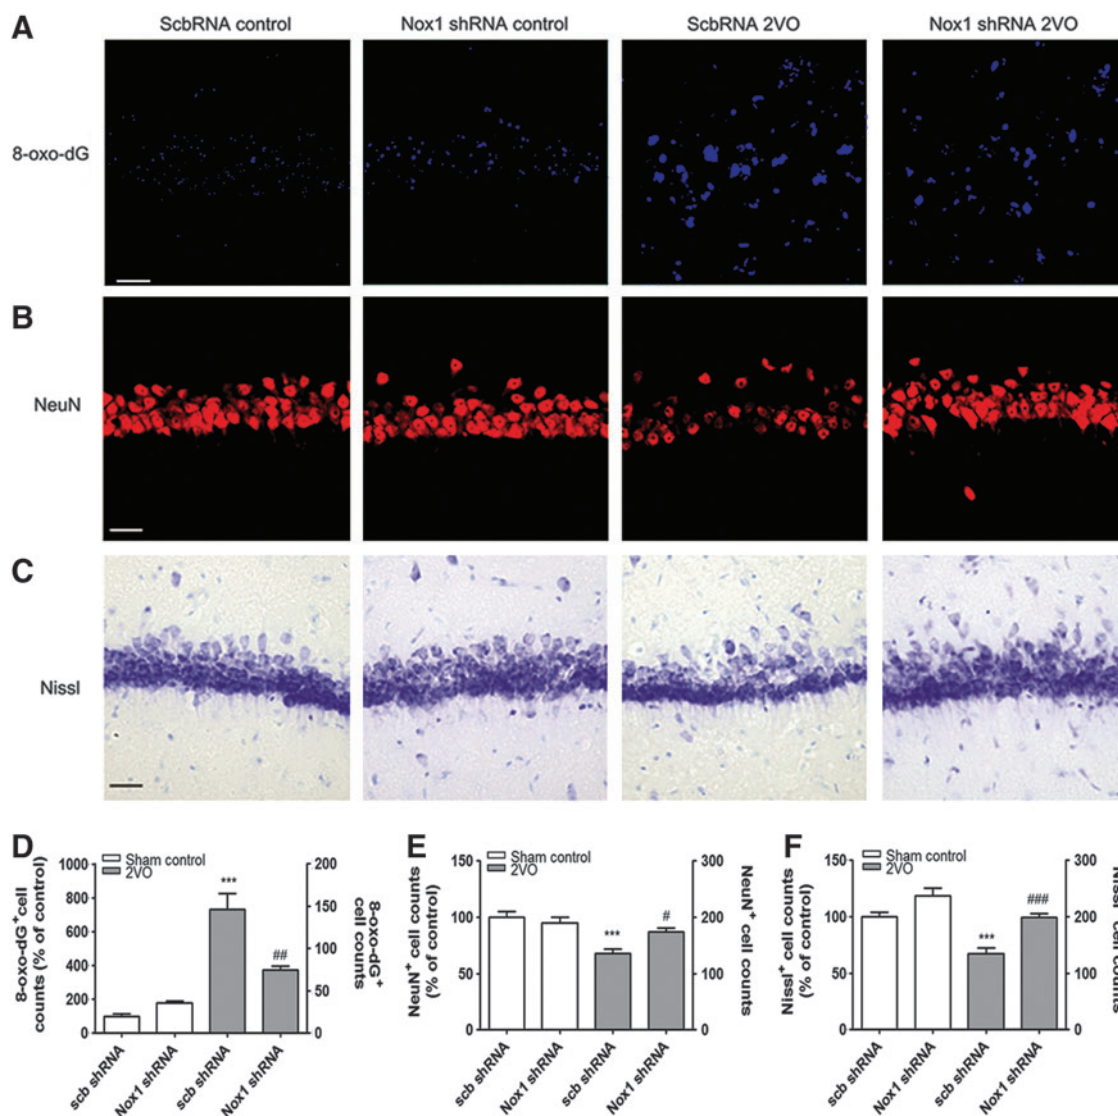 A
ScbRNA control
Nox1 shRNA control
ScbRNA 2VO
Nox1 shRNA 2VO
8-oxo-dG
B
NeuN
C
Nissl
D
Sham control
2VO
8-oxo-dG⁺cell
counts (% of control)
1000
800
600
400
200
0
***
##
200
150
100
50
0
8-oxo-dG⁺
cell counts
scb shRNA
Nox1 shRNA
scb shRNA
Nox1 shRNA
E
Sham control
2VO
NeuN⁺ cell counts
(% of control)
150
100
50
0
***
#
300
200
100
0
NeuN⁺ cell counts
scb shRNA
Nox1 shRNA
scb shRNA
Nox1 shRNA
F
Sham control
2VO
Nissl⁺ cell counts
(% of control)
150
100
50
0
***
###
300
200
100
0
scb shRNA
Nox1 shRNA
scb shRNA
Nox1 shRNA